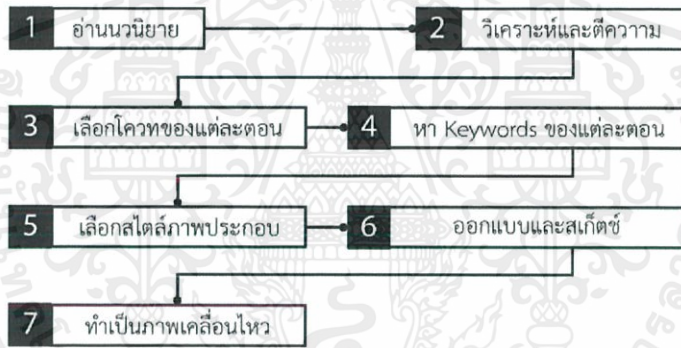 1 อ่านนวนิยาย
2 วิเคราะห์และตีความาม
3 เลือกโควทของแต่ละตอน
4 หา Keywords ของแต่ละตอน
5 เลือกสไตล์ภาพประกอบ
6 ออกแบบและสเก็ตซ์
7 ทำเป็นภาพเคลื่อนไหว